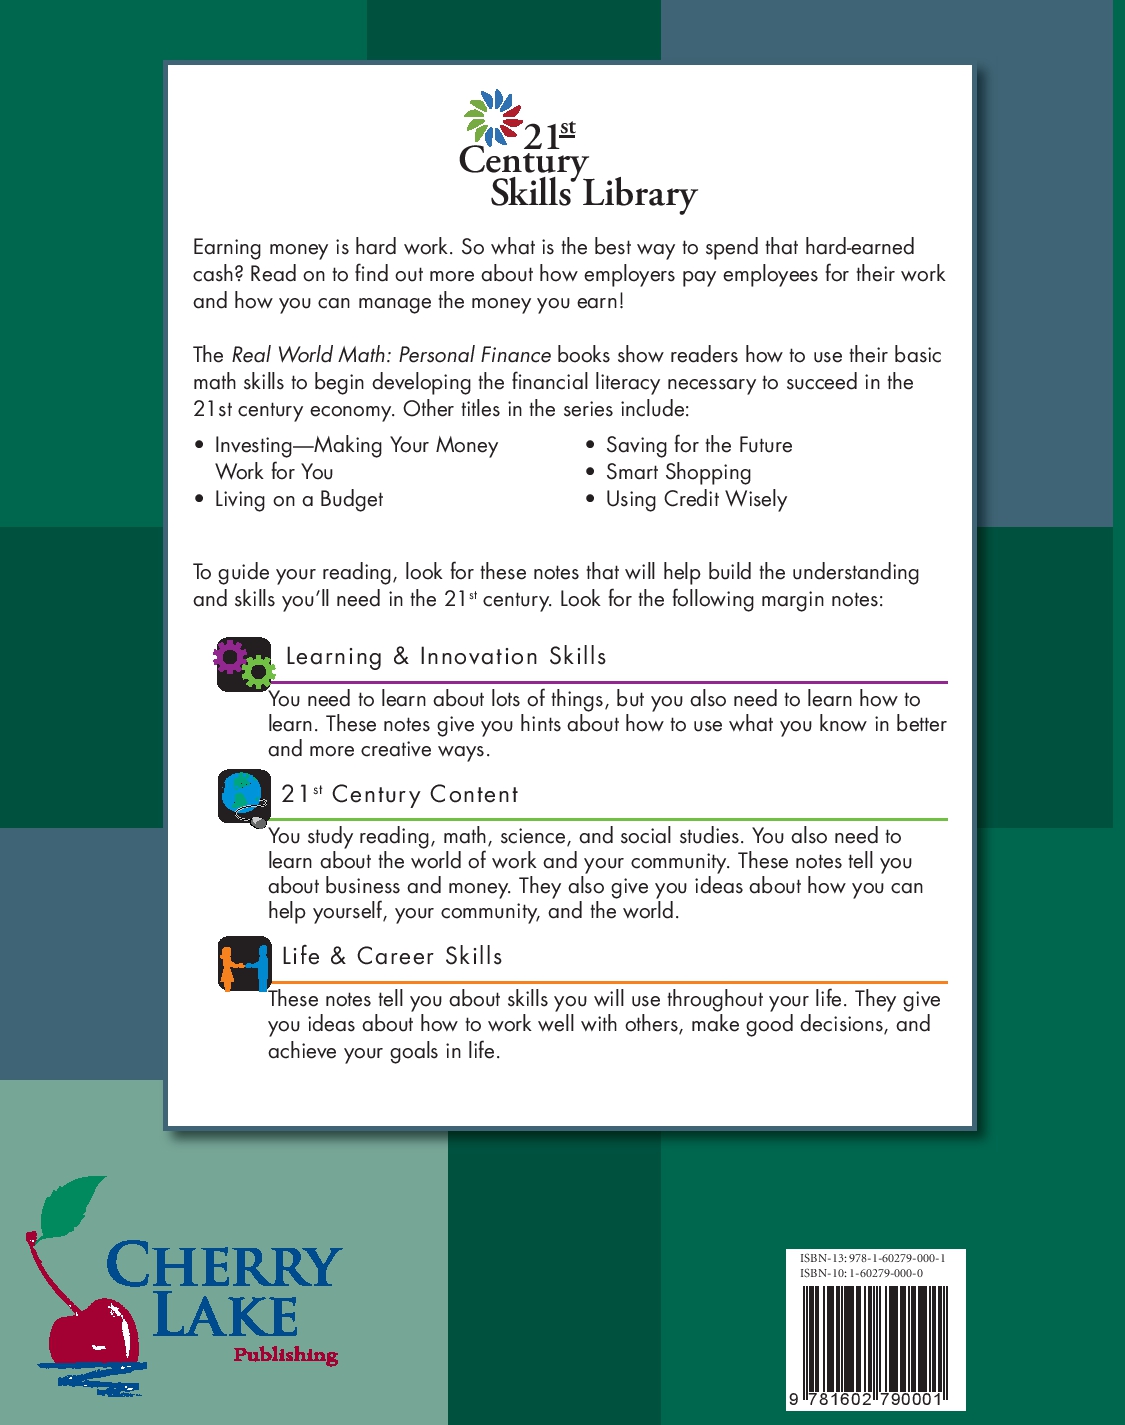 21st
Century
Skills Library
Earning money is hard work. So what is the best way to spend that hard-earned
cash? Read on to find out more about how employers pay employees for their work
and how you can manage the money you earn!
The Real World Math: Personal Finance books show readers how to use their basic
math skills to begin developing the financial literacy necessary to succeed in the
21st century economy. Other titles in the series include:
• Investing—Making Your Money
Work for You
• Living on a Budget
• Saving for the Future
• Smart Shopping
• Using Credit Wisely
To guide your reading, look for these notes that will help build the understanding
and skills you'll need in the 21st century. Look for the following margin notes:
Learning & Innovation Skills
You need to learn about lots of things, but you also need to learn how to
learn. These notes give you hints about how to use what you know in better
and more creative ways.
21st Century Content
You study reading, math, science, and social studies. You also need to
learn about the world of work and your community. These notes tell you
about business and money. They also give you ideas about how you can
help yourself, your community, and the world.
Life & Career Skills
These notes tell you about skills you will use throughout your life. They give
you ideas about how to work well with others, make good decisions, and
achieve your goals in life.
CHERRY
LAKE
Publishing
ISBN-13: 978-1-60279-000-1
ISBN-10: 1-60279-000-0
9 781602 790001